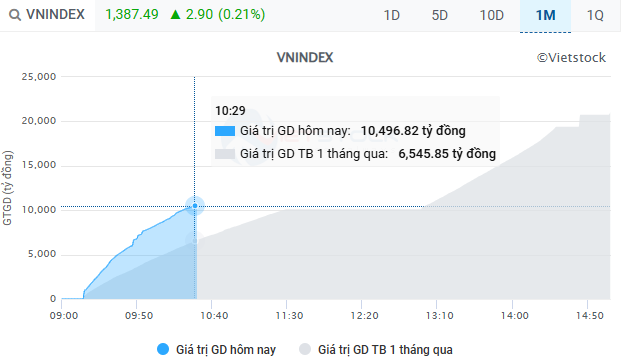 VNINDEX 1,387.49 ▲ 2.90 (0.21%) 1D 5D 10D 1M 1Q
VNINDEX
©Vietstock
25,000
20,000
15,000
10,000
5,000
0
GTGD (tỷ đồng)
10:29
Giá trị GD hôm nay: 10,496.82 tỷ đồng
Giá trị GD TB 1 tháng qua: 6,545.85 tỷ đồng
09:00 09:50 10:40 11:30 12:20 13:10 14:00 14:50
Giá trị GD hôm nay Giá trị GD TB 1 tháng qua